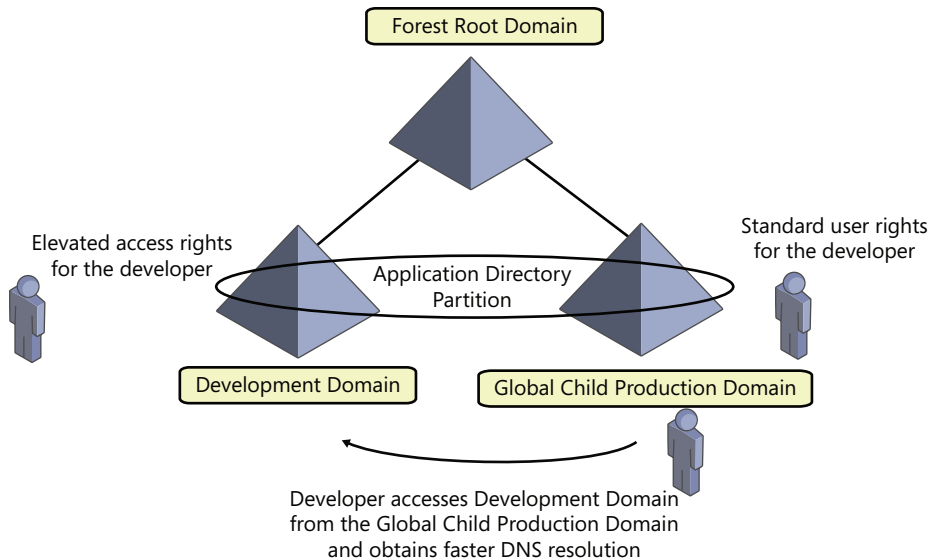 Forest Root Domain
Elevated access rights
for the developer
Standard user rights
for the developer
Application Directory
Partition
Development Domain
Global Child Production Domain
Developer accesses Development Domain
from the Global Child Production Domain
and obtains faster DNS resolution